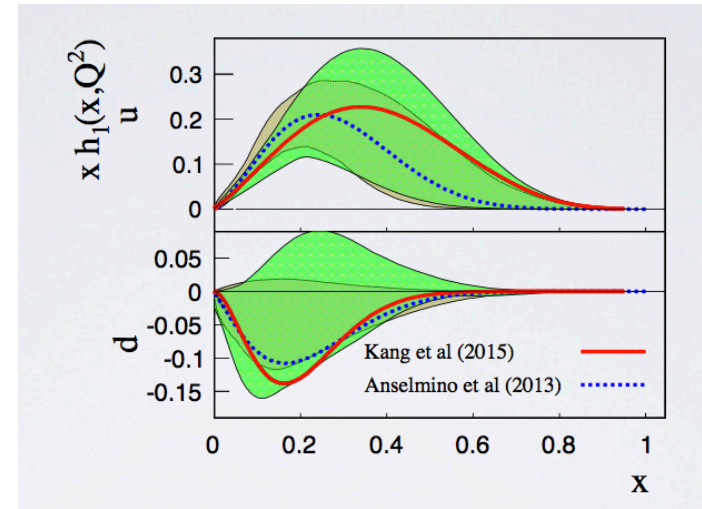 x h₁(x,Q²)
u
0.3
0.2
0.1
0
d
0.05
0
-0.05
-0.1
-0.15
Kang et al (2015)
Anselmino et al (2013)
0 0.2 0.4 0.6 0.8 1
x